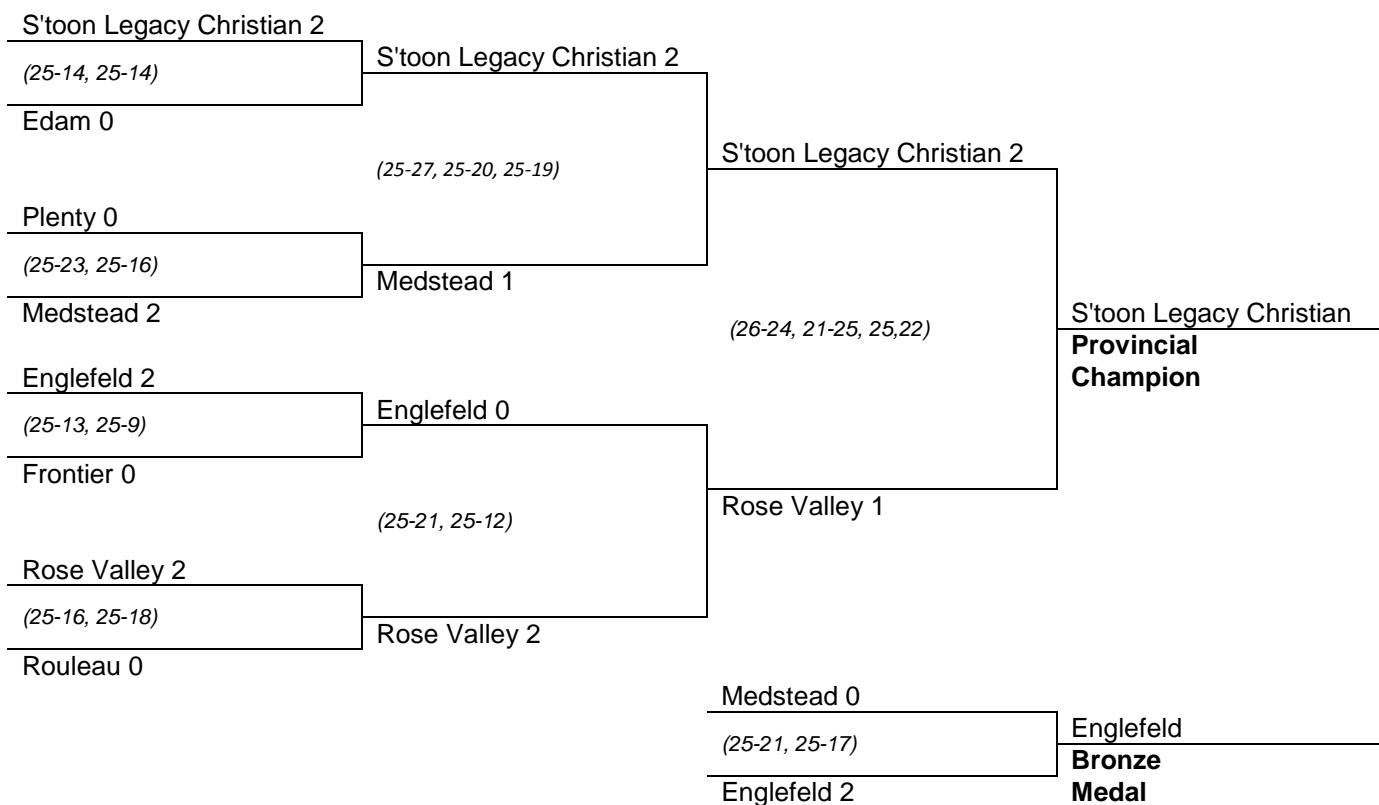 S'toon Legacy Christian 2
(25-14, 25-14)
Edam 0
Plenty 0
(25-23, 25-16)
Medstead 2
Englefeld 2
(25-13, 25-9)
Frontier 0
Rose Valley 2
(25-16, 25-18)
Rouleau 0
S'toon Legacy Christian 2
(25-27, 25-20, 25-19)
Medstead 1
Englefeld 0
(25-21, 25-12)
Rose Valley 2
S'toon Legacy Christian 2
(26-24, 21-25, 25,22)
Rose Valley 1
S'toon Legacy Christian
Provincial
Champion
Medstead 0
(25-21, 25-17)
Englefeld 2
Englefeld
Bronze
Medal